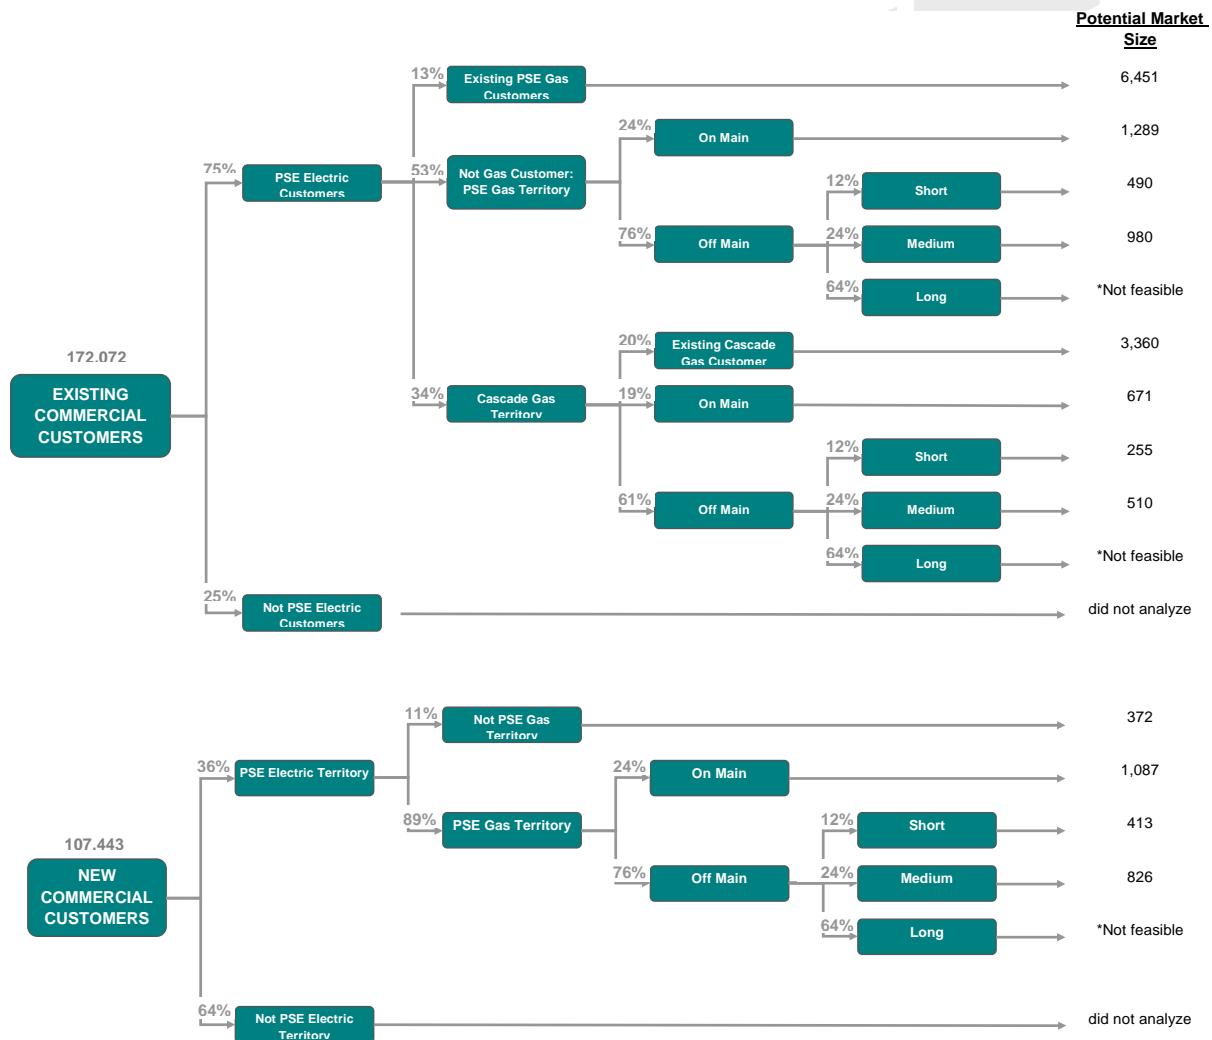 Potential Market
Size
13%
Existing PSE Gas
Customers
6,451
24%
On Main
1,289
75%
PSE Electric
Customers
53%
Not Gas Customer:
PSE Gas Territory
12%
Short
490
76%
Off Main
24%
Medium
980
64%
Long
*Not feasible
172.072
EXISTING
COMMERCIAL
CUSTOMERS
20%
Existing Cascade
Gas Customer
3,360
34%
Cascade Gas
Territory
19%
On Main
671
12%
Short
255
61%
Off Main
24%
Medium
510
64%
Long
*Not feasible
25%
Not PSE Electric
Customers
did not analyze
11%
Not PSE Gas
Territory
372
36%
PSE Electric Territory
24%
On Main
1,087
89%
PSE Gas Territory
12%
Short
413
107.443
NEW
COMMERCIAL
CUSTOMERS
76%
Off Main
24%
Medium
826
64%
Long
*Not feasible
64%
Not PSE Electric
Territory
did not analyze